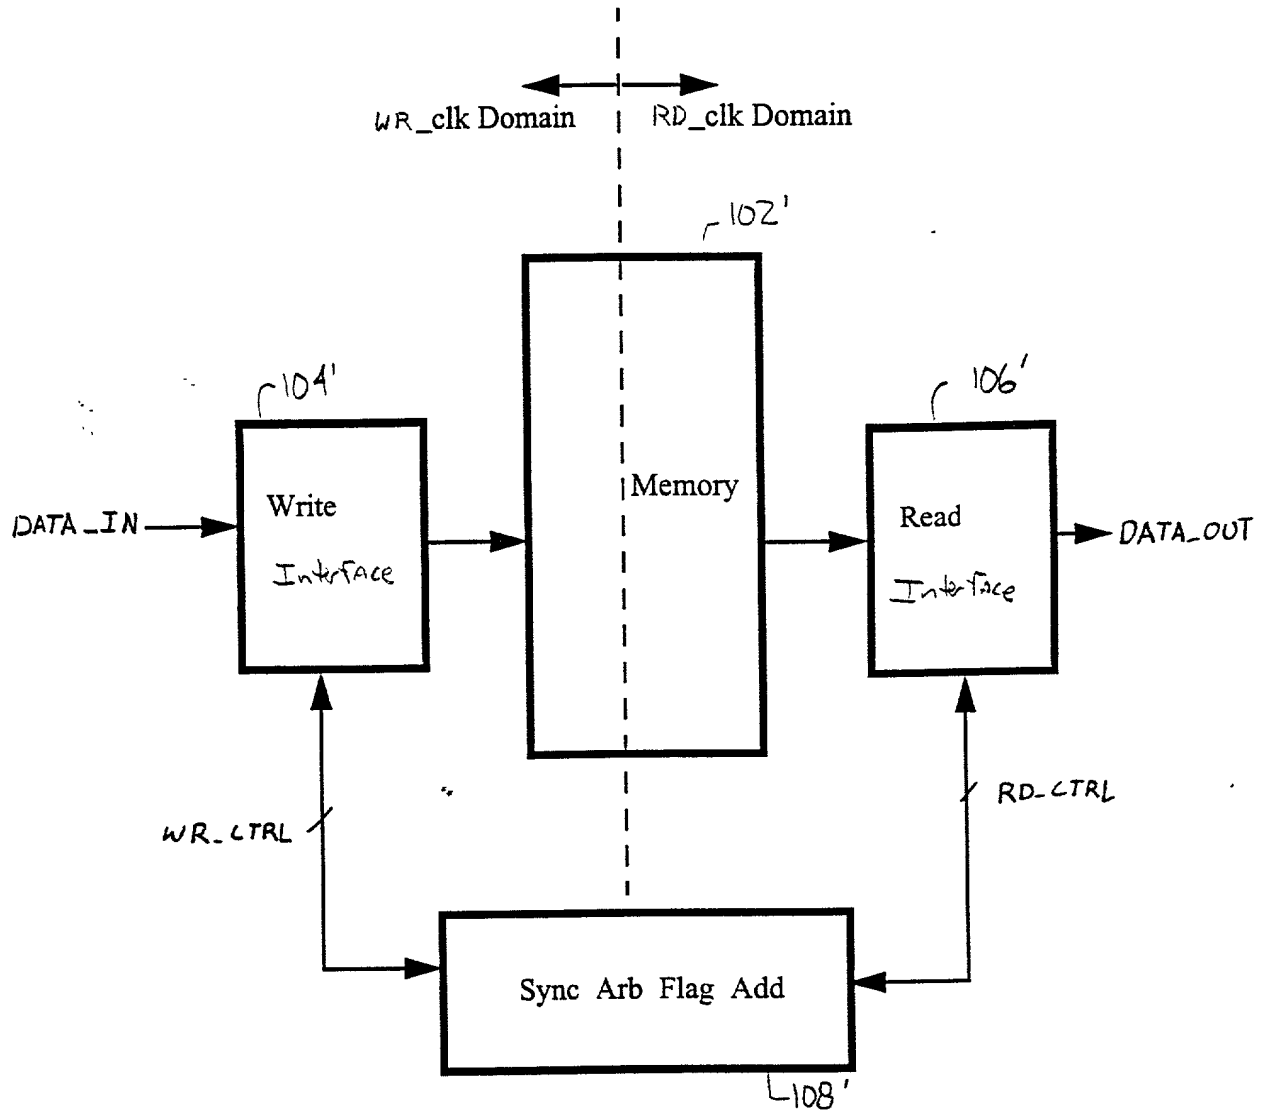 WR_clk Domain
RD_clk Domain
102'
104'
106'
Write
Interface
Memory
Read
Interface
DATA_IN
DATA_OUT
RD_CTRL
WR_CTRL
Sync Arb Flag Add
108'